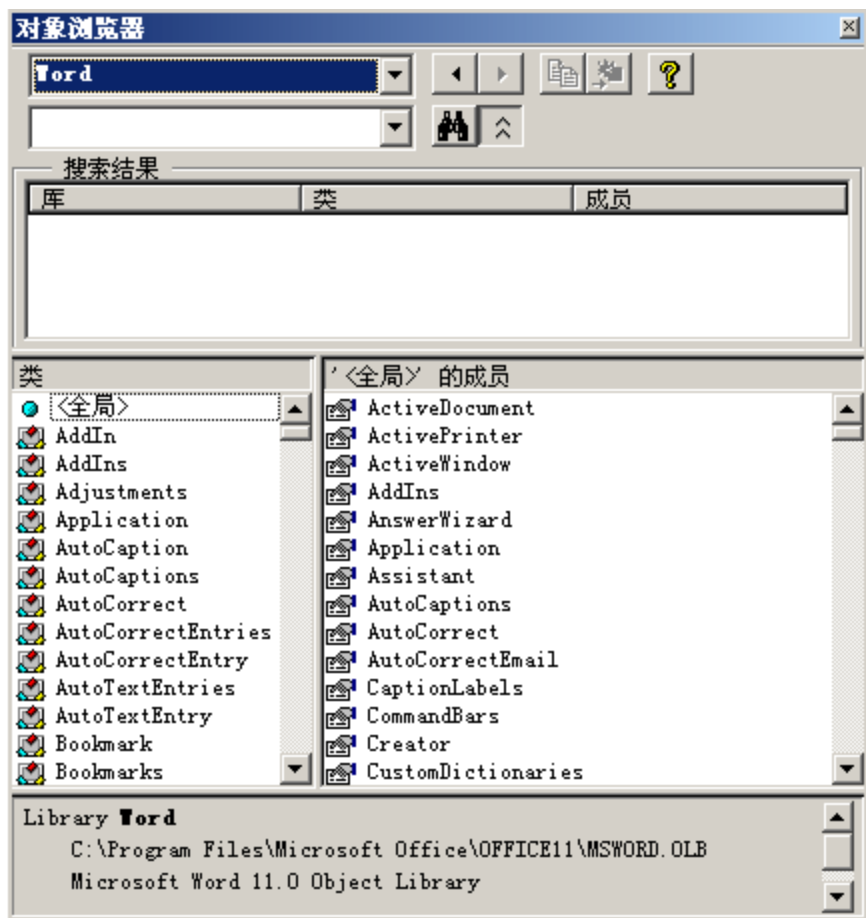 对象浏览器
Word
搜索结果
库 类 成员
类
<全局>
AddIn
AddIns
Adjustments
Application
AutoCaption
AutoCaptions
AutoCorrect
AutoCorrectEntries
AutoCorrectEntry
AutoTextEntries
AutoTextEntry
Bookmark
Bookmarks
'<全局>' 的成员
ActiveDocument
ActivePrinter
ActiveWindow
AddIns
AnswerWizard
Application
Assistant
AutoCaptions
AutoCorrect
AutoCorrectEmail
CaptionLabels
CommandBars
Creator
CustomDictionaries
Library Word
C:\Program Files\Microsoft Office\OFFICE11\MSWORD.OLB
Microsoft Word 11.0 Object Library